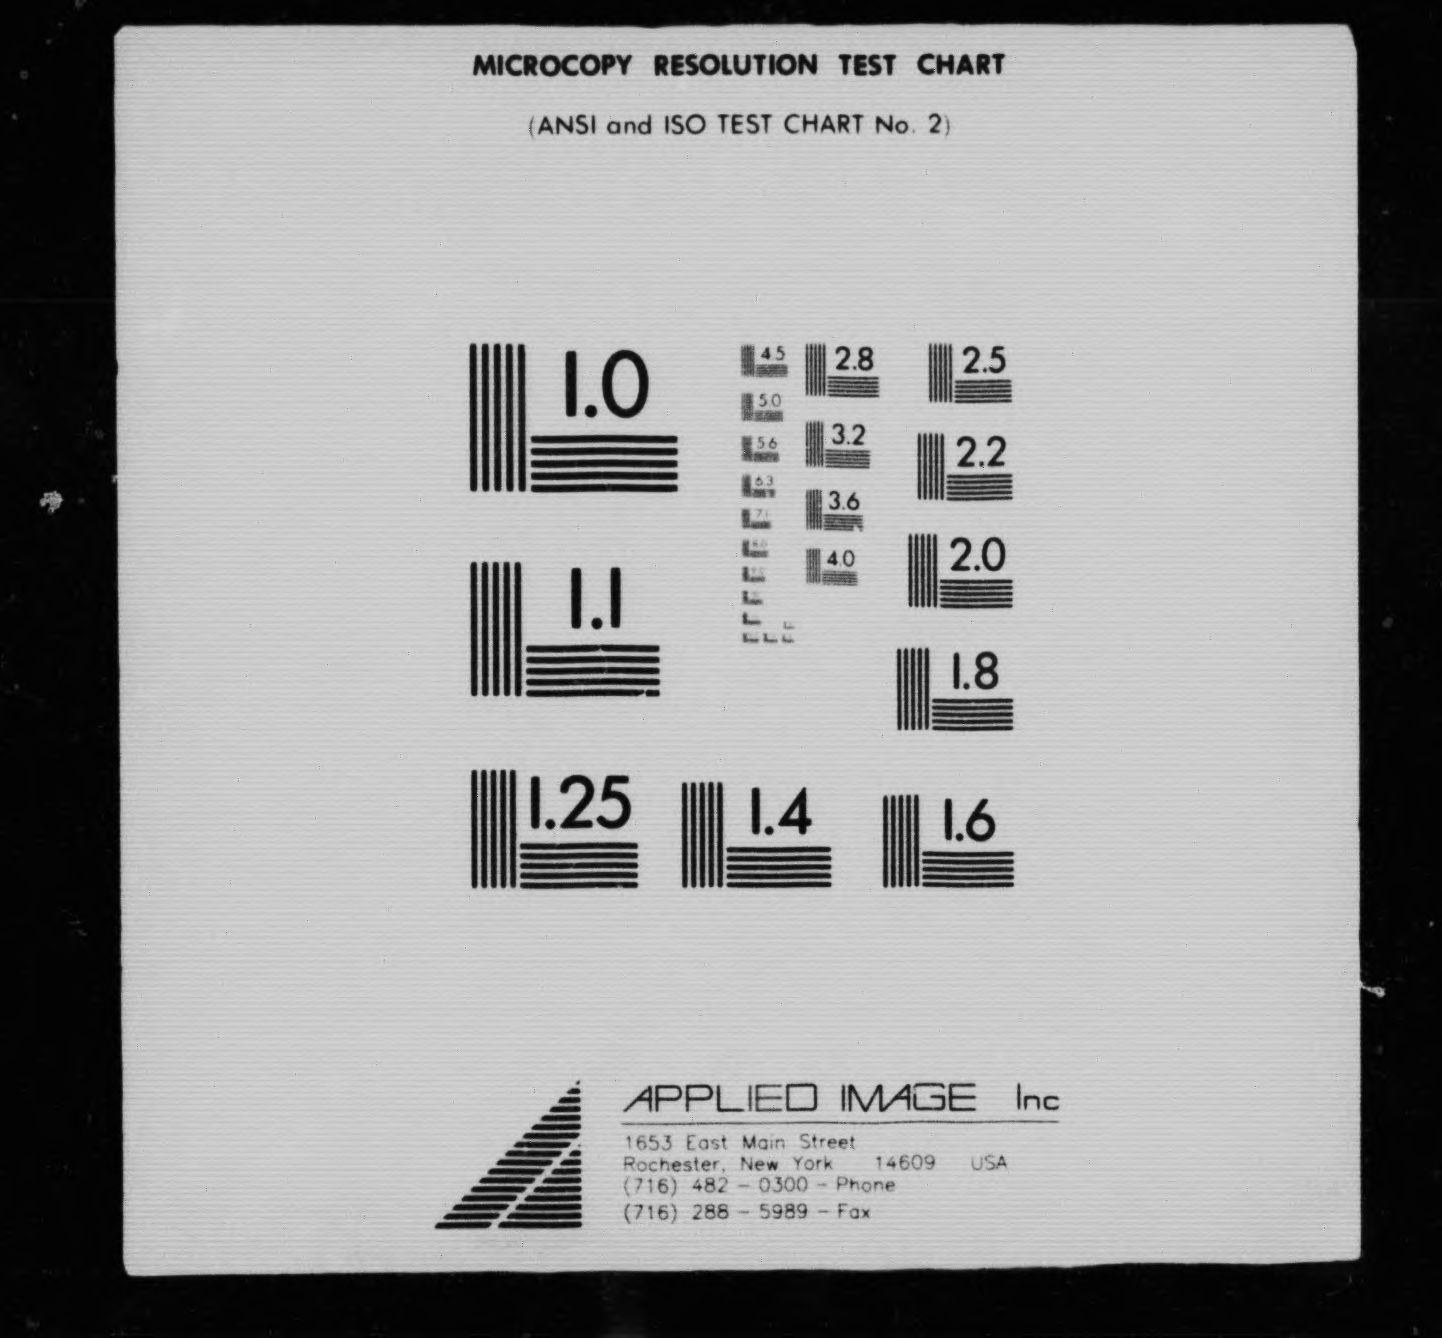 MICROCOPY RESOLUTION TEST CHART
(ANSI and ISO TEST CHART No. 2)
1.0
1.1
1.25
1.4
1.6
1.8
2.0
2.2
2.5
2.8
3.2
3.6
4.0
4.5
5.0
5.6
6.3
7.1
APPLIED IMAGE Inc
1653 East Main Street
Rochester, New York 14609 USA
(716) 482 - 0300 - Phone
(716) 288 - 5989 - Fax